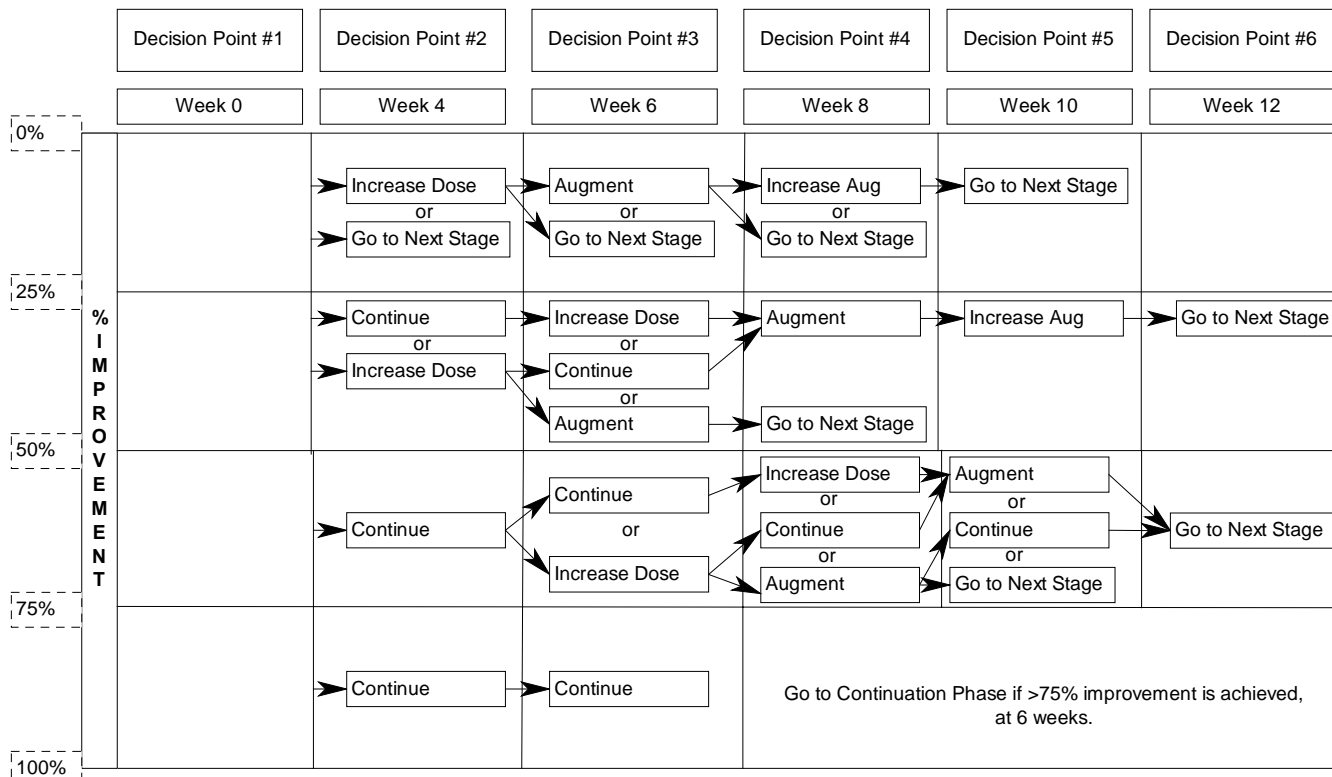 Decision Point #1
Decision Point #2
Decision Point #3
Decision Point #4
Decision Point #5
Decision Point #6
Week 0
Week 4
Week 6
Week 8
Week 10
Week 12
0%
Increase Dose
Augment
Increase Aug
Go to Next Stage
or
or
or
Go to Next Stage
Go to Next Stage
Go to Next Stage
25%
% IMPROVEMENT
Continue
Increase Dose
Augment
Increase Aug
Go to Next Stage
or
or
Increase Dose
Continue
or
Augment
Go to Next Stage
50%
Increase Dose
Augment
Continue
or
or
Continue
or
Continue
Continue
Go to Next Stage
or
or
Increase Dose
Augment
Go to Next Stage
75%
Continue
Continue
Go to Continuation Phase if >75% improvement is achieved,
at 6 weeks.
100%